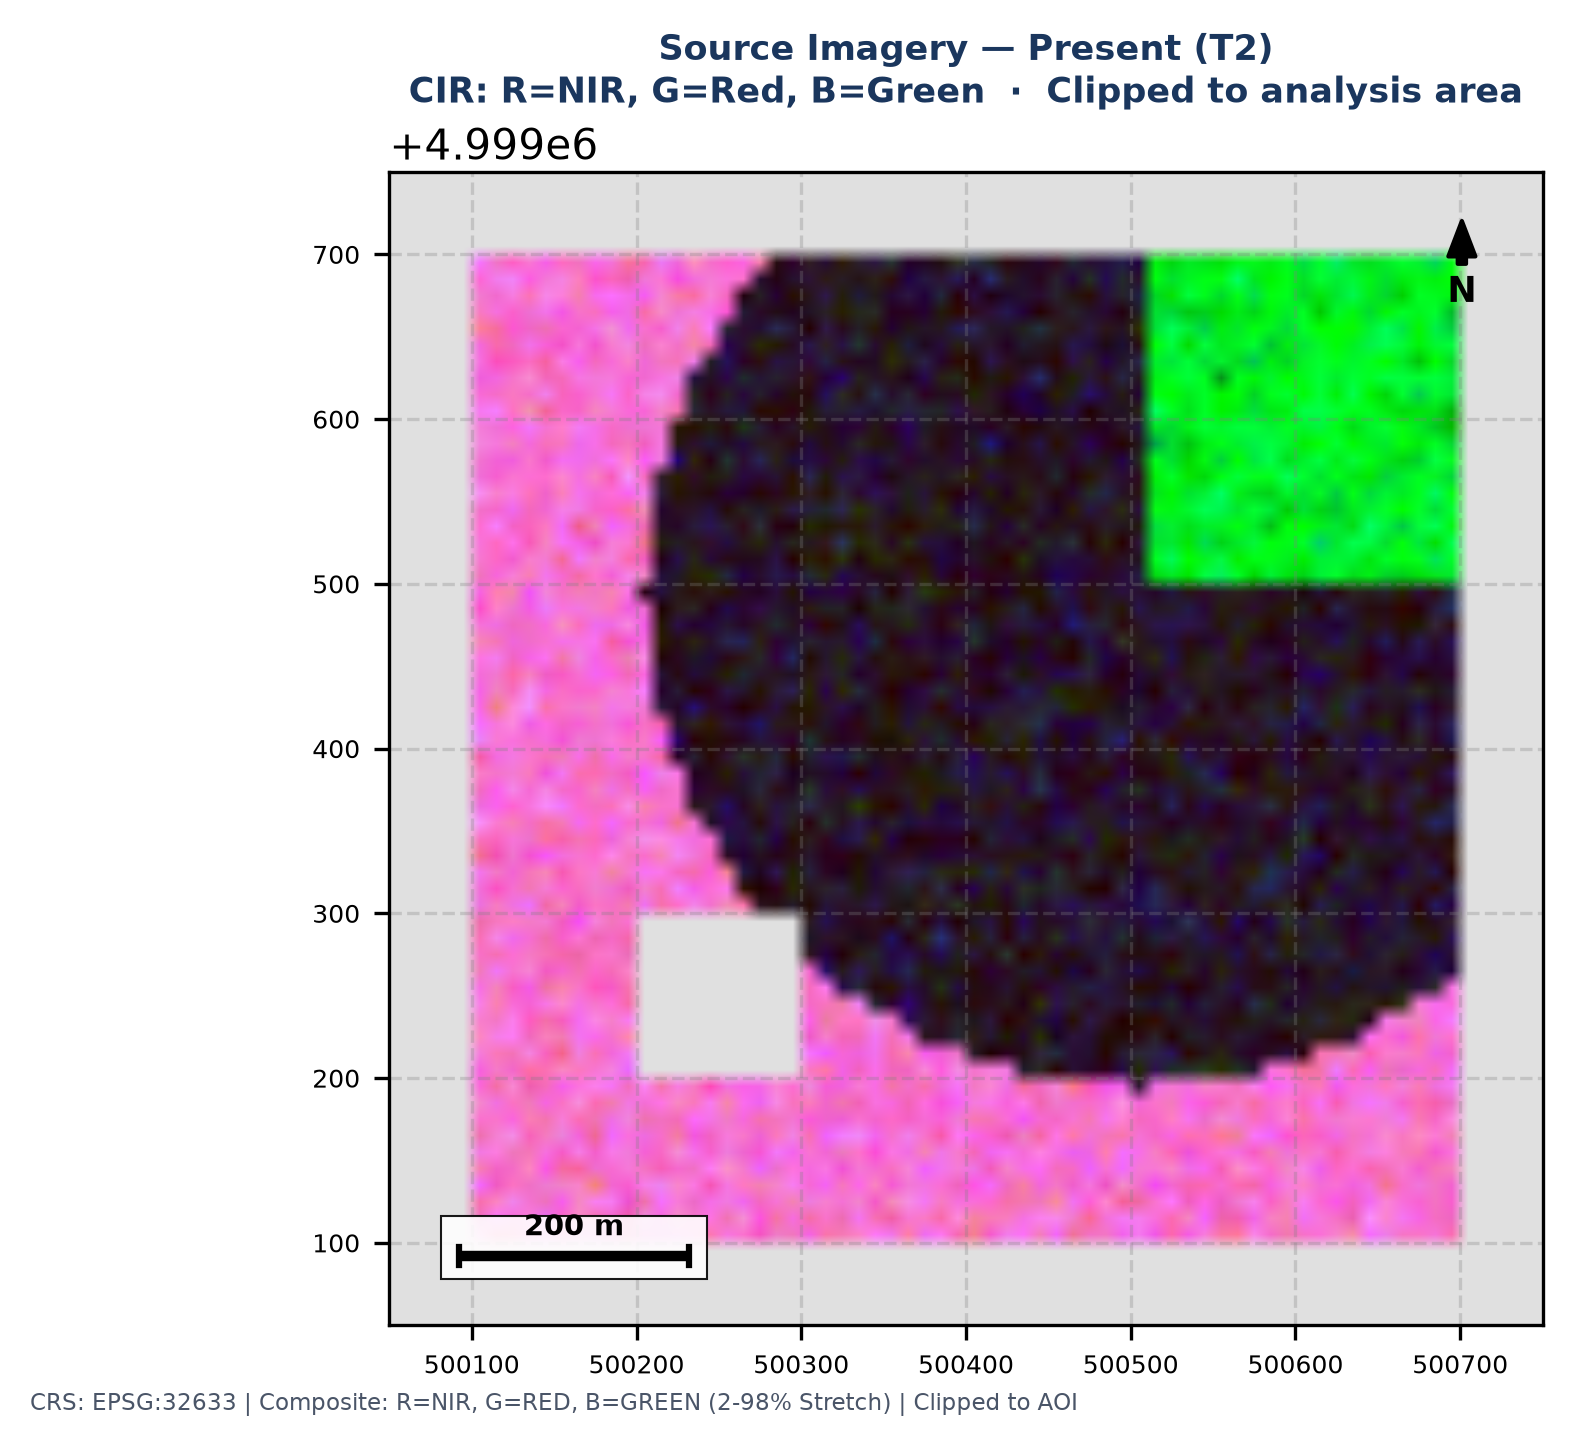 Source Imagery — Present (T2)
CIR: R=NIR, G=Red, B=Green · Clipped to analysis area
+4.999e6
N
700
600
500
400
300
200
100
200 m
500100 500200 500300 500400 500500 500600 500700
CRS: EPSG:32633 | Composite: R=NIR, G=RED, B=GREEN (2-98% Stretch) | Clipped to AOI